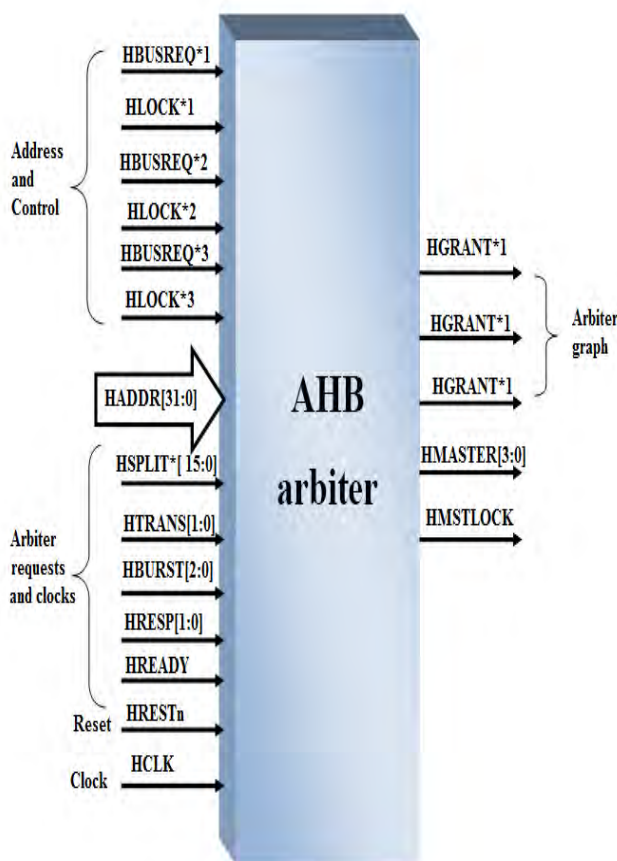 HBUSREQ*1
HLOCK*1
HBUSREQ*2
HLOCK*2
HBUSREQ*3
HLOCK*3
Address
and
Control
HADDR[31:0]
HSPLIT*[ 15:0]
HTRANS[1:0]
HBURST[2:0]
HRESP[1:0]
HREADY
Arbiter
requests
and clocks
Reset
HRESTn
Clock
HCLK
AHB
arbiter
HGRANT*1
HGRANT*1
HGRANT*1
Arbiter
graph
HMASTER[3:0]
HMSTLOCK